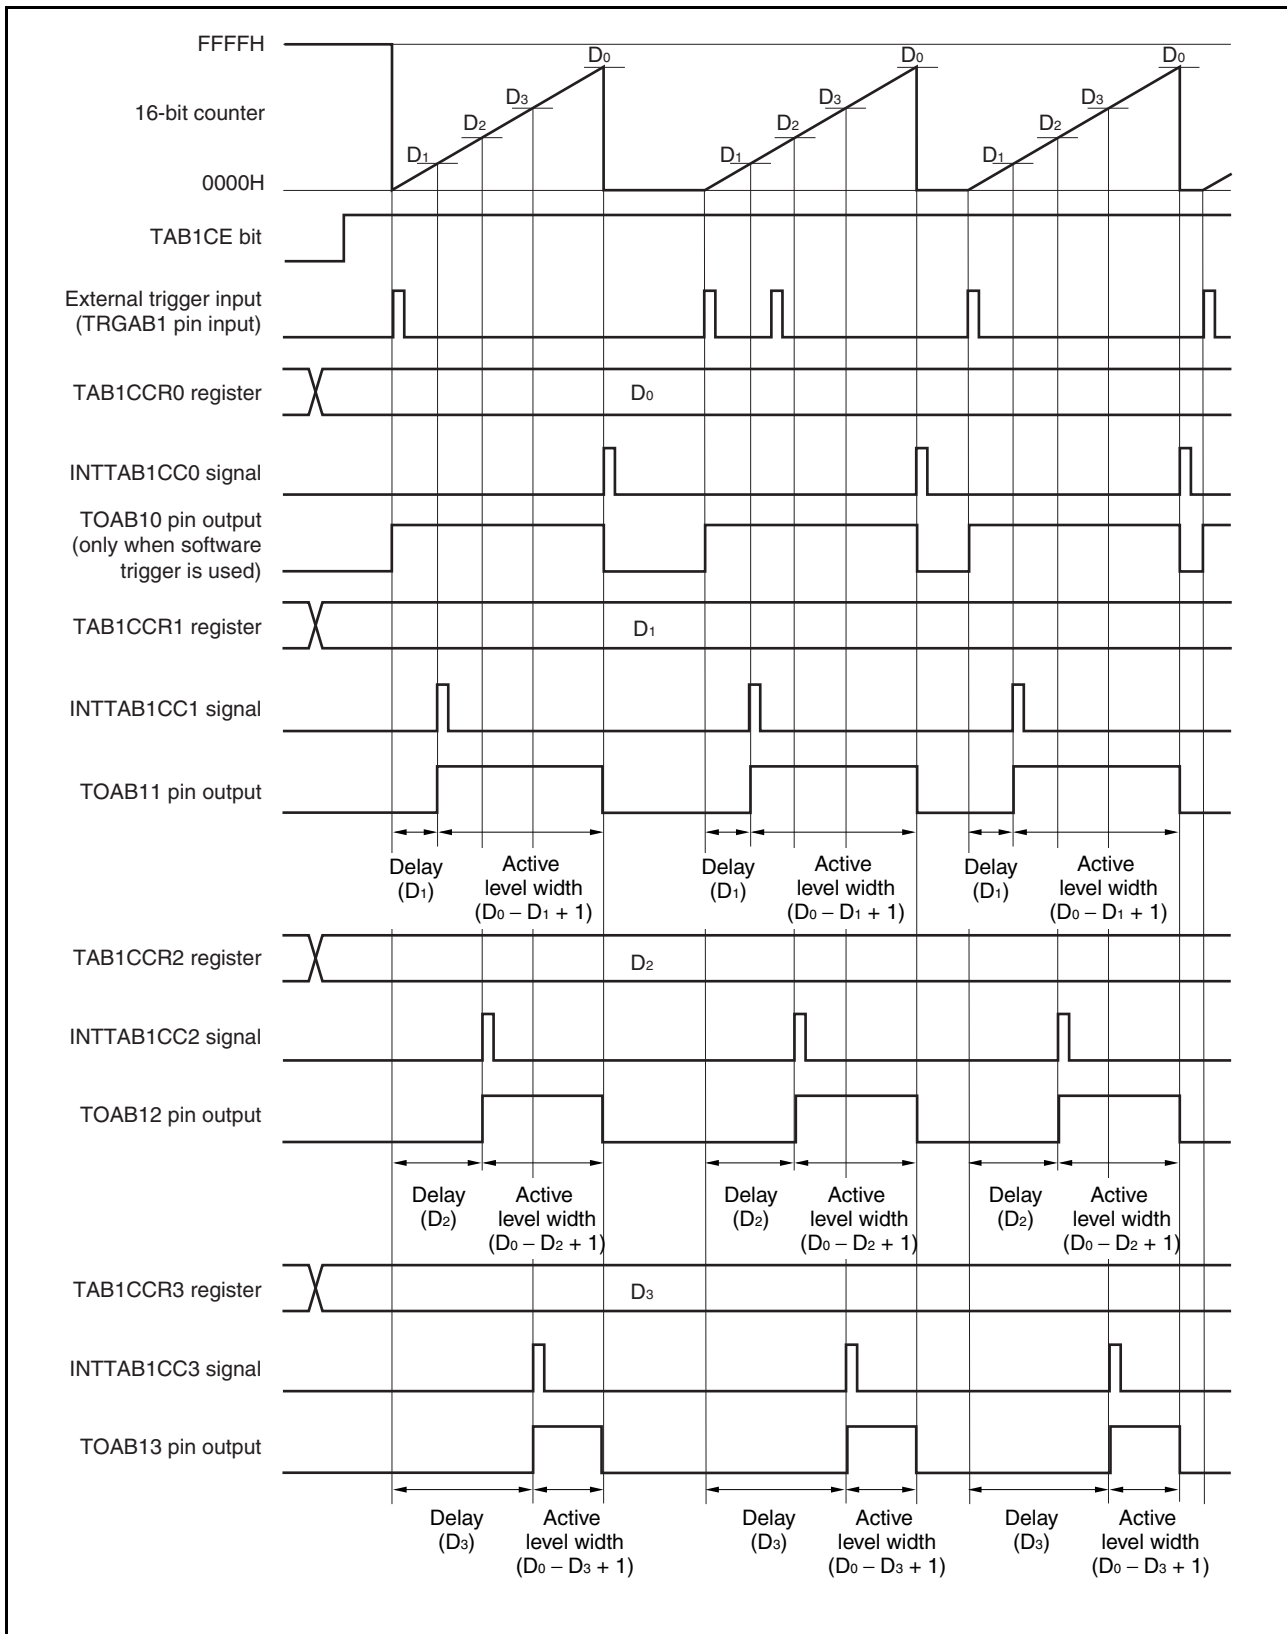 FFFFH
D0 D0 D0
D3 D3 D3
16-bit counter
D2 D2 D2
D1 D1 D1
0000H
TAB1CE bit
External trigger input
(TRGAB1 pin input)
TAB1CCR0 register D0
INTTAB1CC0 signal
TOAB10 pin output
(only when software
trigger is used)
TAB1CCR1 register D1
INTTAB1CC1 signal
TOAB11 pin output
Delay Active Delay Active Delay Active
(D1) level width (D1) level width (D1) level width
(D0 – D1 + 1) (D0 – D1 + 1) (D0 – D1 + 1)
TAB1CCR2 register D2
INTTAB1CC2 signal
TOAB12 pin output
Delay Active Delay Active Delay Active
(D2) level width (D2) level width (D2) level width
(D0 – D2 + 1) (D0 – D2 + 1) (D0 – D2 + 1)
TAB1CCR3 register D3
INTTAB1CC3 signal
TOAB13 pin output
Delay Active Delay Active Delay Active
(D3) level width (D3) level width (D3) level width
(D0 – D3 + 1) (D0 – D3 + 1) (D0 – D3 + 1)